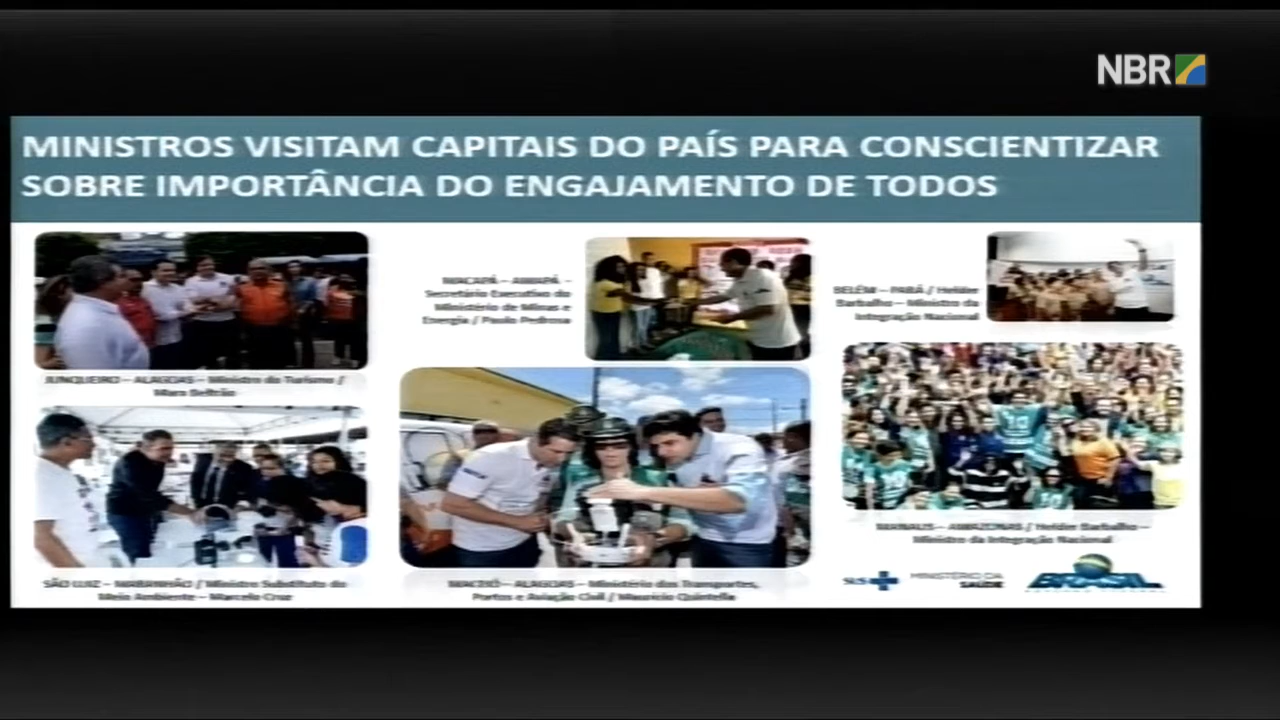 NBR
MINISTROS VISITAM CAPITAIS DO PAÍS PARA CONSCIENTIZAR
SOBRE IMPORTÂNCIA DO ENGAJAMENTO DE TODOS
MACAPÁ – AMAPÁ –
Secretário Executivo do
Ministério de Minas e
Energia / Paulo Pedrosa
BELÉM – PARÁ / Helder
Barbalho – Ministro da
Integração Nacional
JUNQUEIRO – ALAGOAS – Ministro do Turismo /
Marx Beltrão
10
MANAUS – AMAZONAS / Helder Barbalho –
Ministro da Integração Nacional
SÃO LUIZ – MARANHÃO / Ministro Substituto do
Meio Ambiente – Marcelo Cruz
MACEIÓ – ALAGOAS – Ministério dos Transportes,
Portos e Aviação Civil / Maurício Quintella
SUS
MINISTÉRIO DA
SAÚDE
BRASIL
GOVERNO FEDERAL